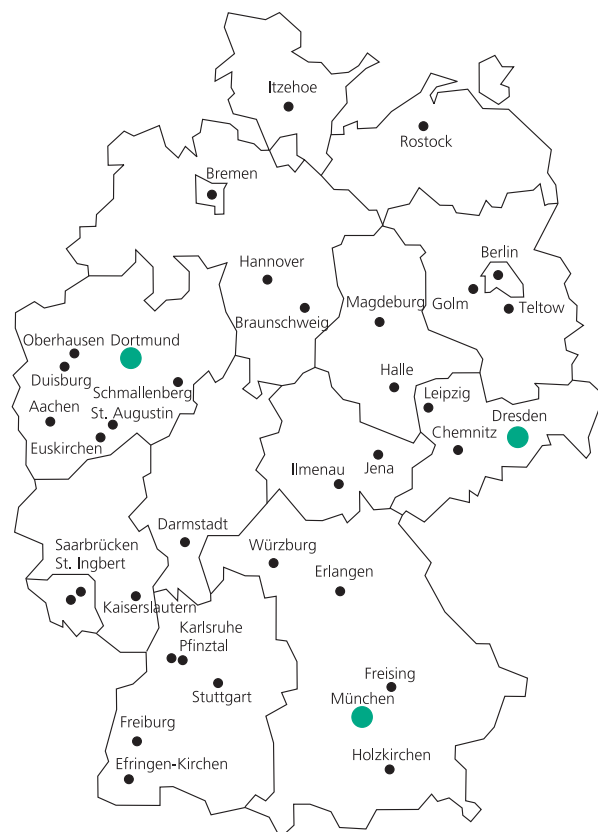 Itzehoe
Rostock
Bremen
Berlin
Hannover
Golm
Magdeburg
Teltow
Braunschweig
Oberhausen
Dortmund
Duisburg
Schmallenberg
Halle
Leipzig
Aachen
St. Augustin
Dresden
Euskirchen
Chemnitz
Ilmenau
Jena
Darmstadt
Saarbrücken
St. Ingbert
Würzburg
Erlangen
Kaiserslautern
Karlsruhe
Pfinztal
Freising
Stuttgart
München
Freiburg
Efringen-Kirchen
Holzkirchen